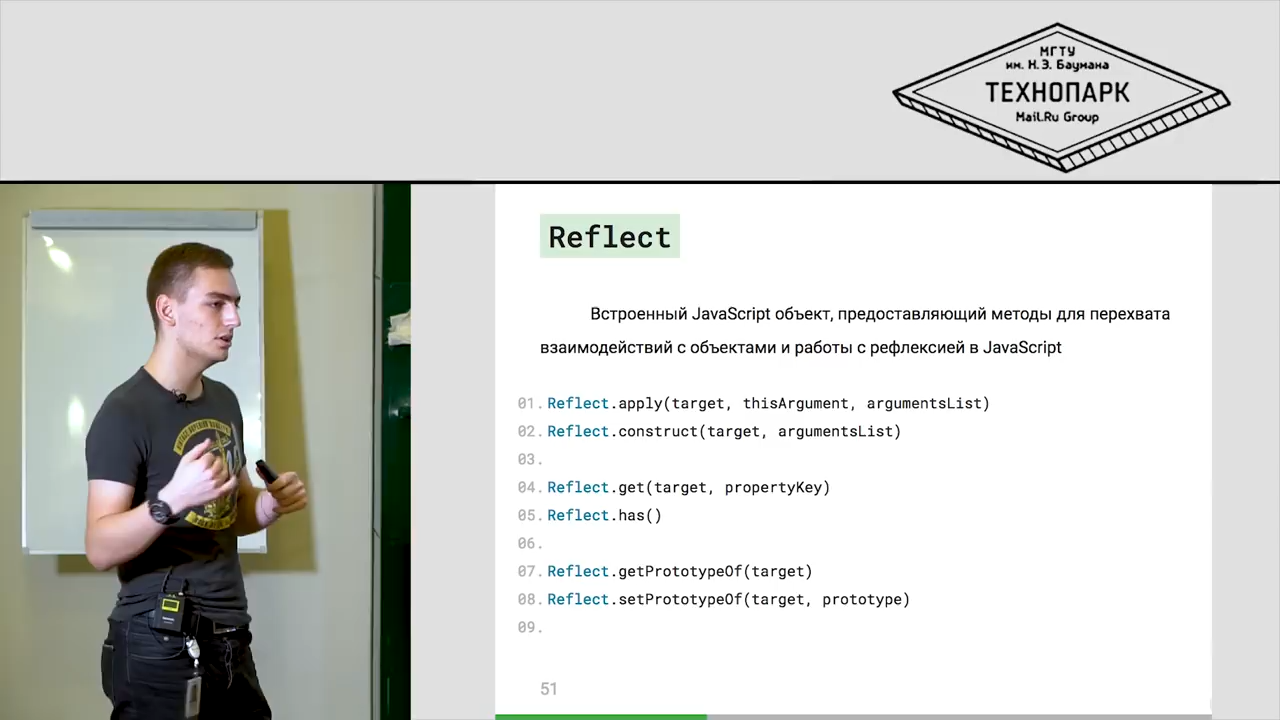 МГТУ
им. Н.Э. Баумана
ТЕХНОПАРК
Mail.Ru Group
Reflect
Встроенный JavaScript объект, предоставляющий методы для перехвата
взаимодействий с объектами и работы с рефлексией в JavaScript
01. Reflect.apply(target, thisArgument, argumentsList)
02. Reflect.construct(target, argumentsList)
03.
04. Reflect.get(target, propertyKey)
05. Reflect.has()
06.
07. Reflect.getPrototypeOf(target)
08. Reflect.setPrototypeOf(target, prototype)
09.
51